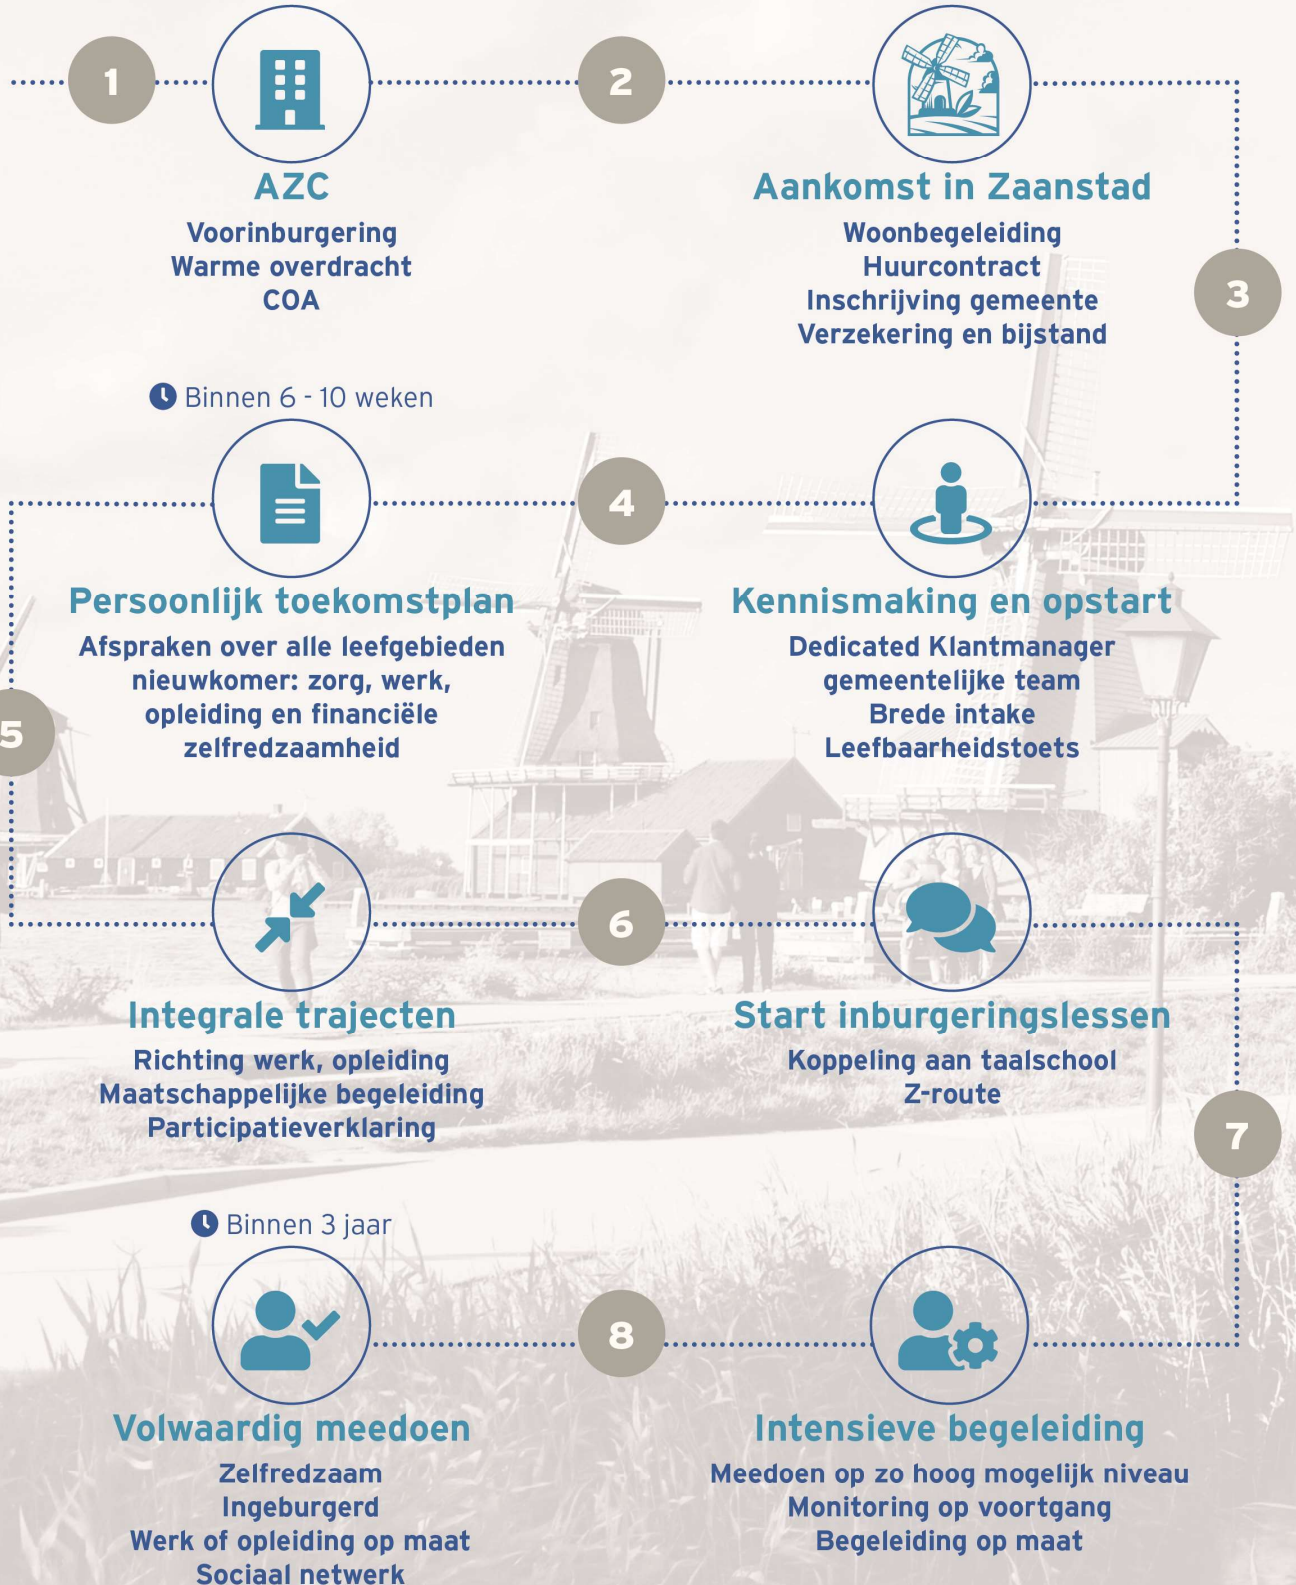 1
AZC
Voorinburgering
Warme overdracht
COA
2
Aankomst in Zaanstad
Woonbegeleiding
Huurcontract
Inschrijving gemeente
Verzekering en bijstand
3
Kennismaking en opstart
Dedicated Klantmanager
gemeentelijke team
Brede intake
Leefbaarheidstoets
4
Binnen 6 - 10 weken
Persoonlijk toekomstplan
Afspraken over alle leefgebieden
nieuwkomer: zorg, werk,
opleiding en financiële
zelfredzaamheid
5
Integrale trajecten
Richting werk, opleiding
Maatschappelijke begeleiding
Participatieverklaring
6
Start inburgeringslessen
Koppeling aan taalschool
Z-route
7
Intensieve begeleiding
Meedoen op zo hoog mogelijk niveau
Monitoring op voortgang
Begeleiding op maat
8
Binnen 3 jaar
Volwaardig meedoen
Zelfredzaam
Ingeburgerd
Werk of opleiding op maat
Sociaal netwerk